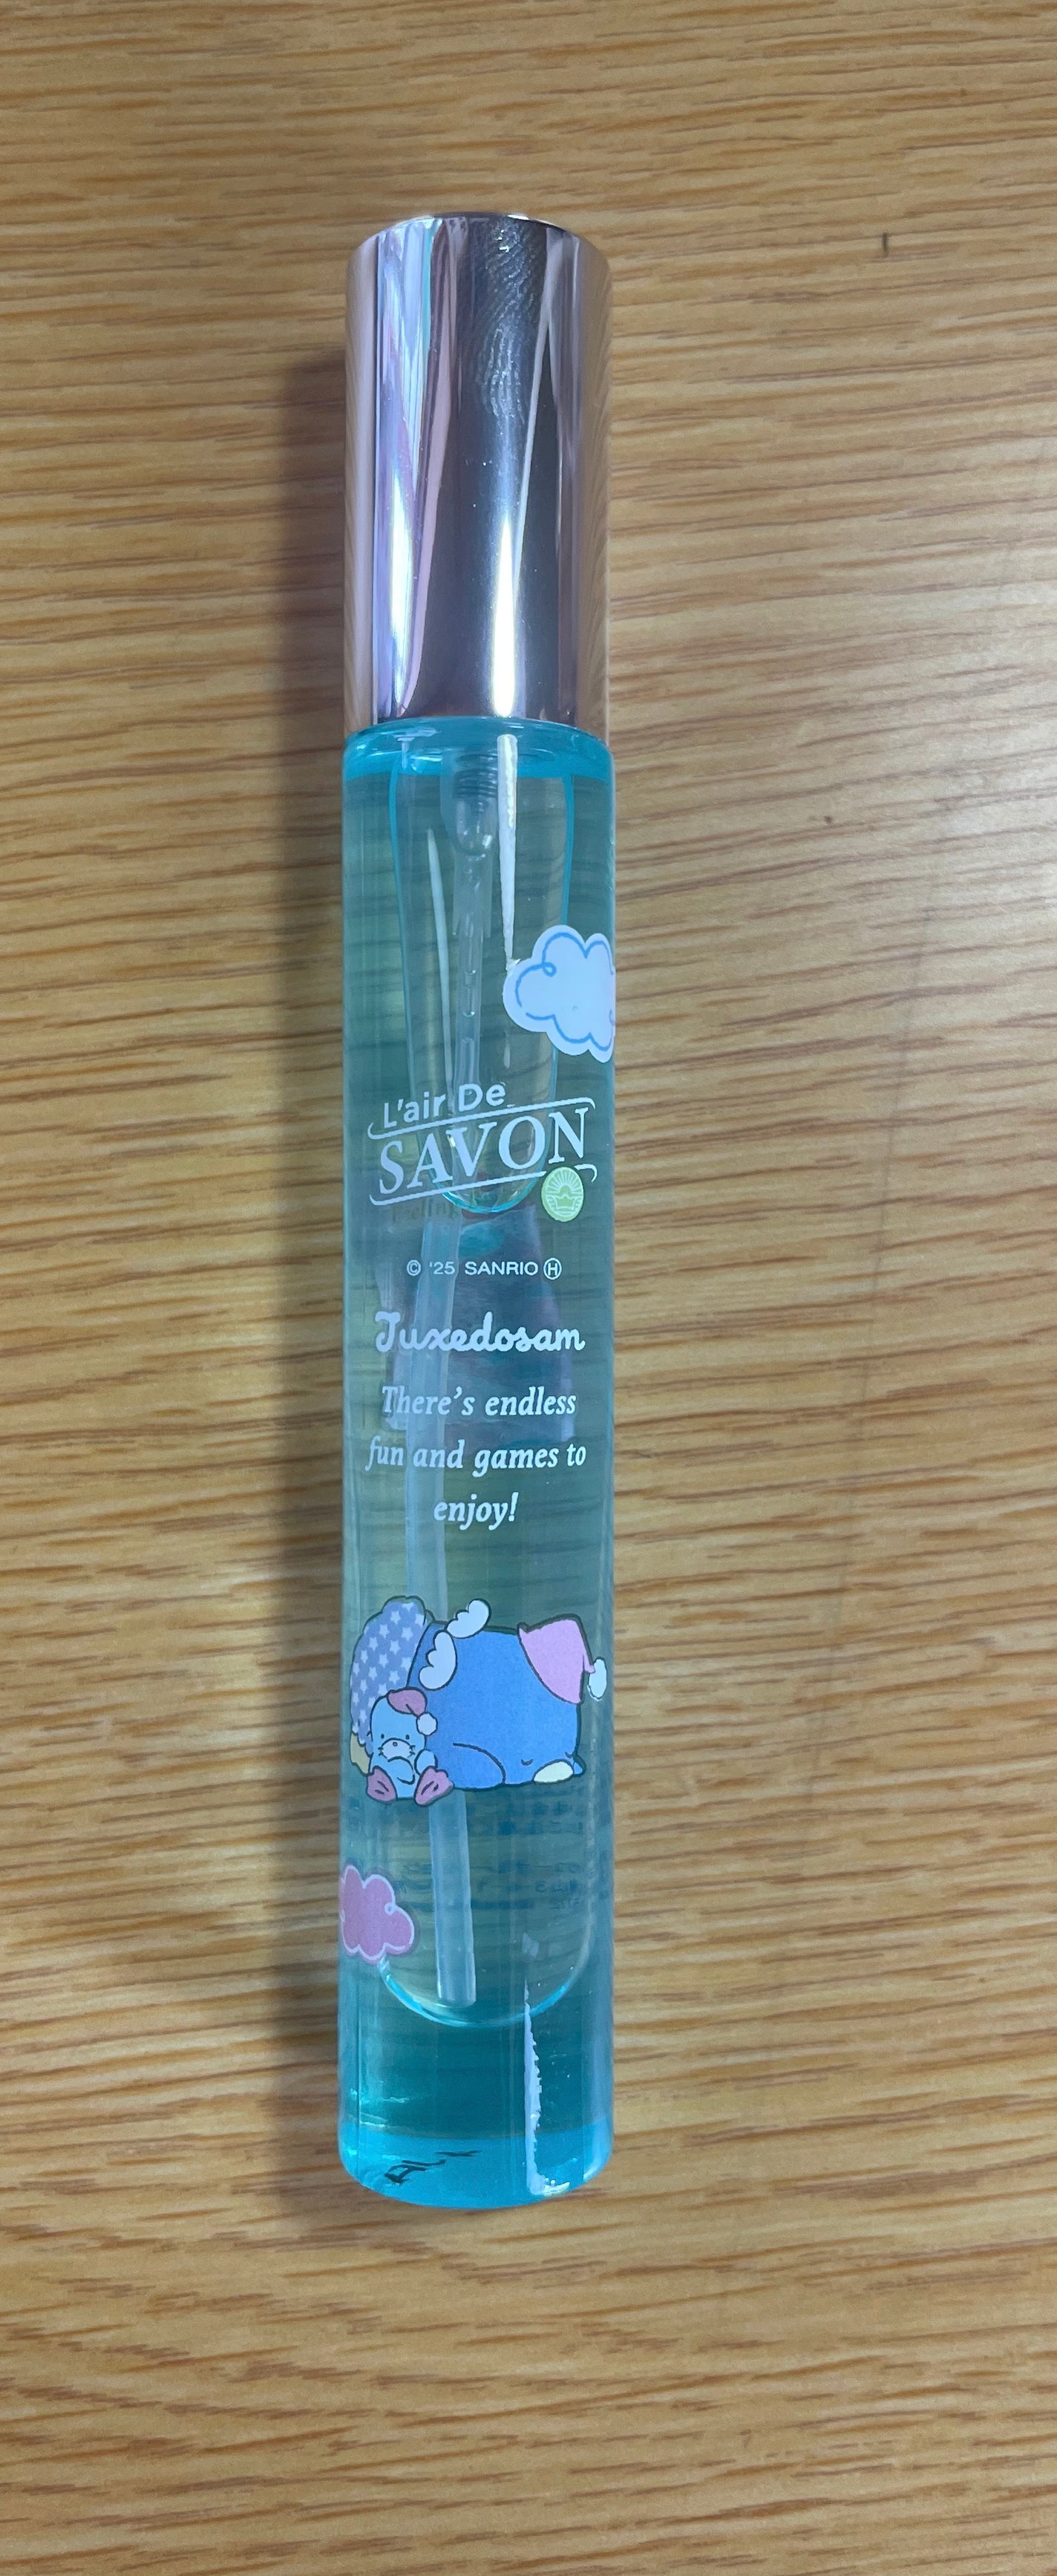 L'air De
SAVON
© '25 SANRIO Ⓗ
Tuxedosam
There's endless
fun and games to
enjoy!